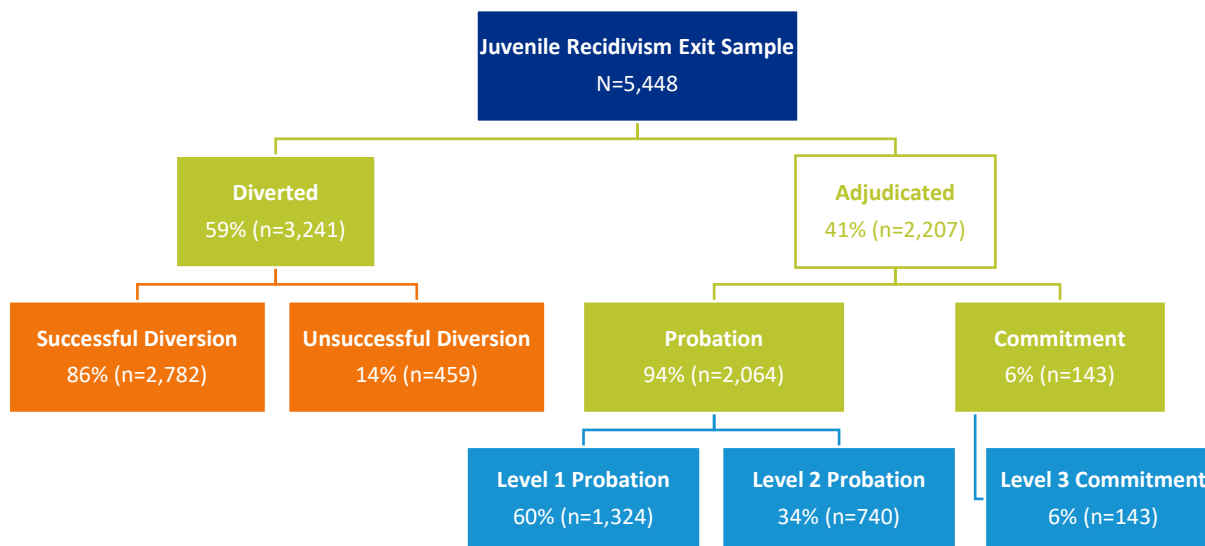 Juvenile Recidivism Exit Sample
N=5,448
Diverted
59% (n=3,241)
Adjudicated
41% (n=2,207)
Successful Diversion
86% (n=2,782)
Unsuccessful Diversion
14% (n=459)
Probation
94% (n=2,064)
Commitment
6% (n=143)
Level 1 Probation
60% (n=1,324)
Level 2 Probation
34% (n=740)
Level 3 Commitment
6% (n=143)